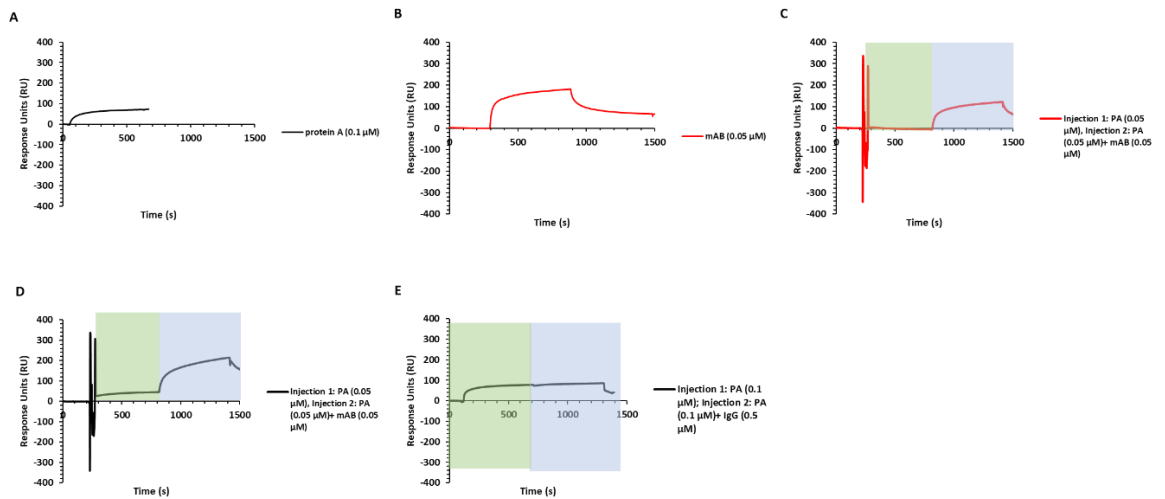 A
400
300
200
100
0
-100
-200
-300
-400
0
500
1000
1500
Response Units (RU)
Time (s)
protein A (0.1 µM)
B
400
300
200
100
0
-100
-200
-300
-400
0
500
1000
1500
Response Units (RU)
Time (s)
mAB (0.05 µM)
C
400
300
200
100
0
-100
-200
-300
-400
0
500
1000
1500
Response Units )RU)
Time (s)
Injection 1: PA (0.05
µM), Injection 2: PA
(0.05 µM)+ mAB (0.05
µM)
D
400
300
200
100
0
-100
-200
-300
-400
0
500
1000
1500
Response Units (RU)
Time (s)
Injection 1: PA (0.05
µM), Injection 2: PA
(0.05 µM)+ mAB (0.05
µM)
E
400
300
200
100
0
-100
-200
-300
-400
0
500
1000
1500
Response Units (RU)
Time (s)
Injection 1: PA (0.1
µM); Injection 2: PA
(0.1 µM)+ IgG (0.5
µM)